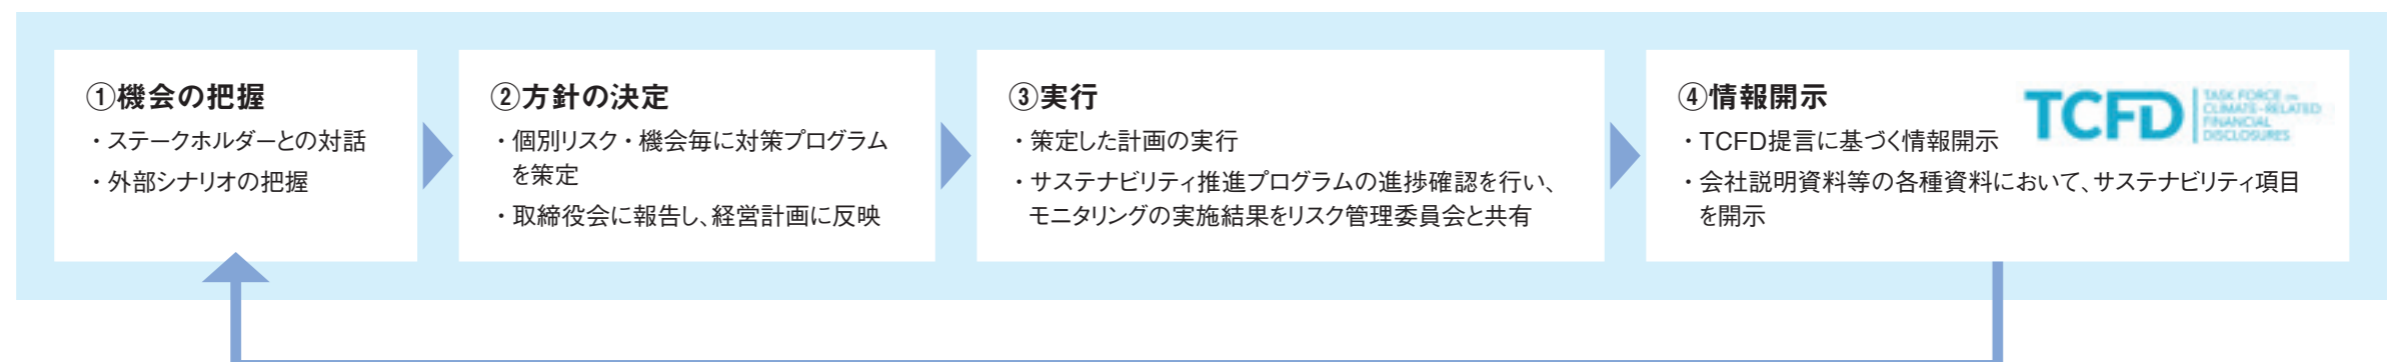 ①機会の把握
・ステークホルダーとの対話
・外部シナリオの把握
②方針の決定
・個別リスク・機会毎に対策プログラム
を策定
・取締役会に報告し、経営計画に反映
③実行
・策定した計画の実行
・サステナビリティ推進プログラムの進捗確認を行い、
モニタリングの実施結果をリスク管理委員会と共有
④情報開示
TCFD
TASK FORCE ON
CLIMATE-RELATED
FINANCIAL
DISCLOSURES
・TCFD提言に基づく情報開示
・会社説明資料等の各種資料において、サステナビリティ項目
を開示